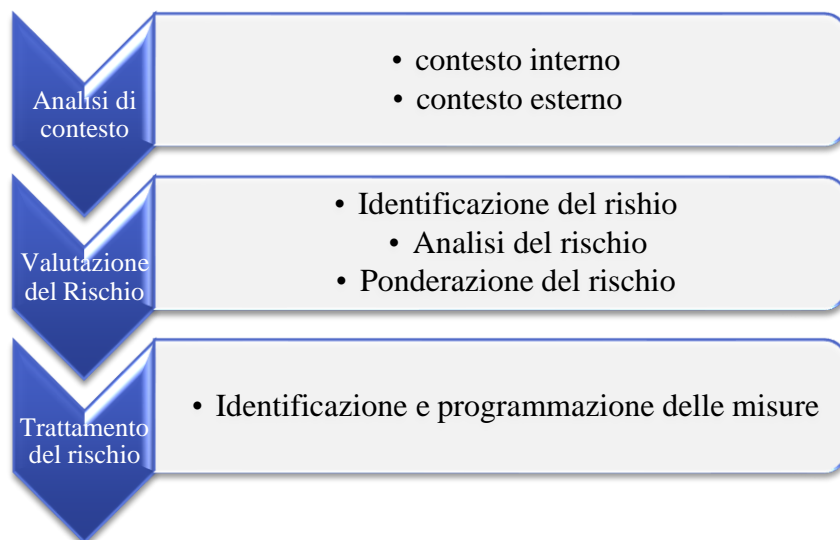 Analisi di
contesto
• contesto interno
• contesto esterno
Valutazione
del Rischio
• Identificazione del rishio
• Analisi del rischio
• Ponderazione del rischio
Trattamento
del rischio
• Identificazione e programmazione delle misure